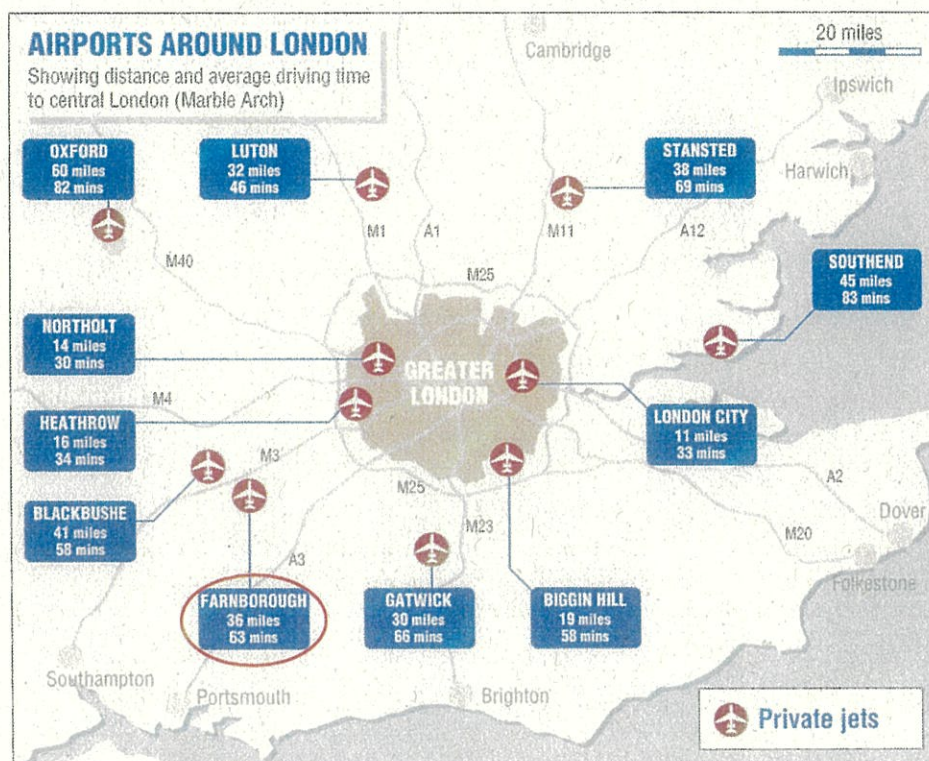 AIRPORTS AROUND LONDON
Showing distance and average driving time
to central London (Marble Arch)
20 miles
Cambridge
Ipswich
Harwich
OXFORD
60 miles
82 mins
LUTON
32 miles
46 mins
STANSTED
38 miles
69 mins
M1
A1
M11
A12
M40
M25
SOUTHEND
45 miles
83 mins
NORTHOLT
14 miles
30 mins
GREATER
LONDON
M4
HEATHROW
16 miles
34 mins
LONDON CITY
11 miles
33 mins
M3
M25
A2
BLACKBUSHE
41 miles
58 mins
M23
M20
Dover
A3
Folkestone
FARNBOROUGH
36 miles
63 mins
GATWICK
30 miles
66 mins
BIGGIN HILL
19 miles
58 mins
Southampton
Portsmouth
Brighton
Private jets